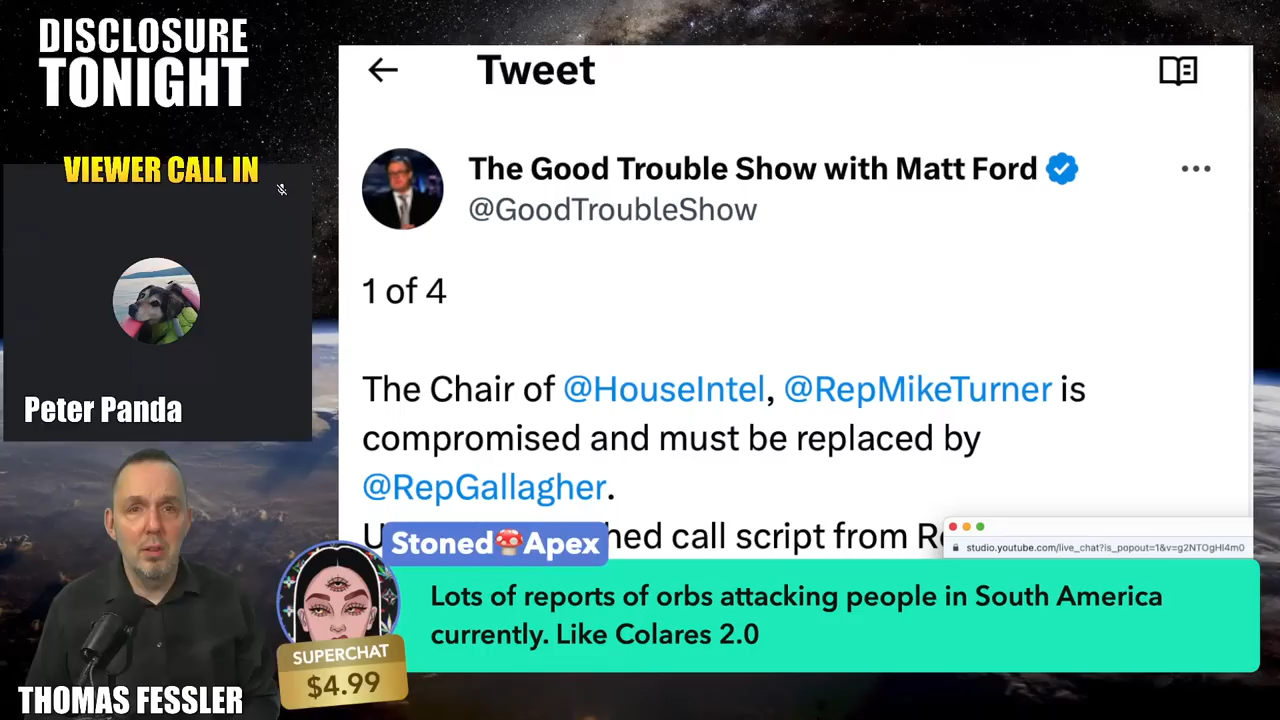 DISCLOSURE
TONIGHT
VIEWER CALL IN
Peter Panda
THOMAS FESSLER
Tweet
The Good Trouble Show with Matt Ford
@GoodTroubleShow
1 of 4
The Chair of @HouseIntel, @RepMikeTurner is
compromised and must be replaced by
@RepGallagher.
call script from
studio.youtube.com/live_chat?is_popout=1&v=g2NTOgHI4m0
Stoned🍄Apex
Lots of reports of orbs attacking people in South America
currently. Like Colares 2.0
SUPERCHAT
$4.99